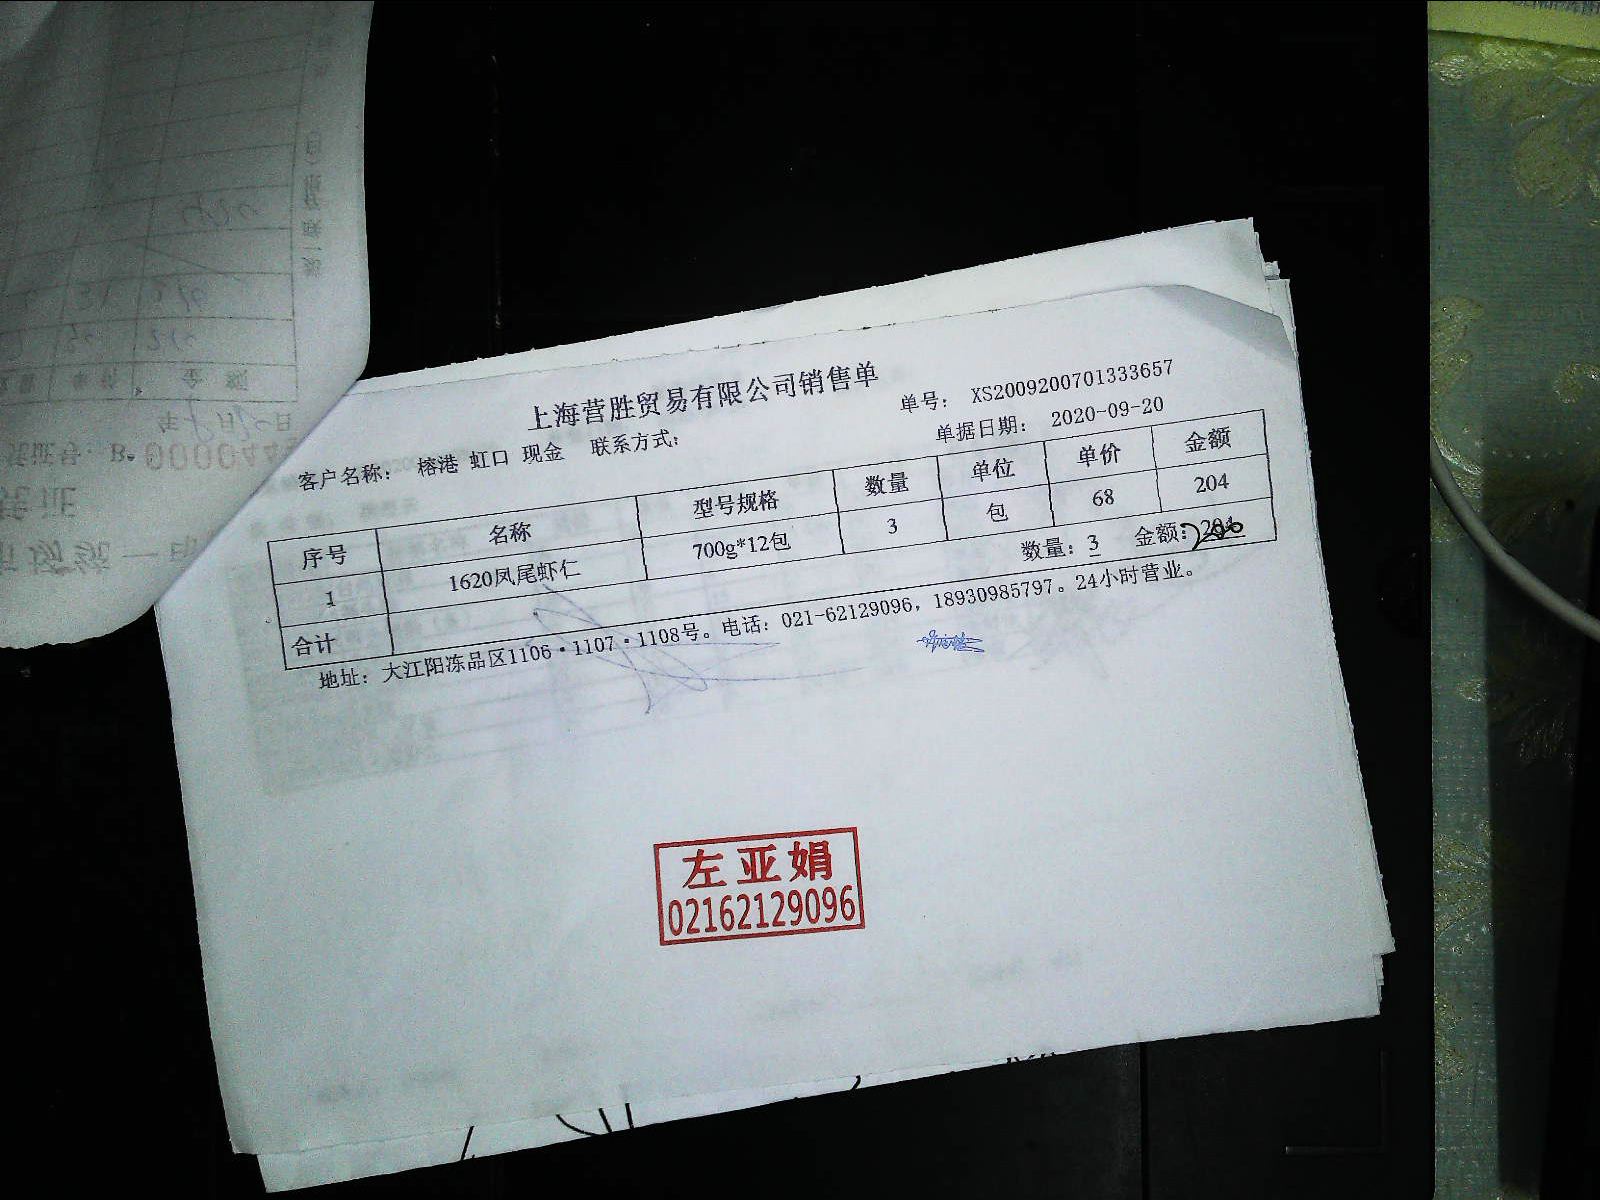 上海营胜贸易有限公司销售单
单号： XS2009200701333657
客户名称： 榕港 虹口 现金 联系方式：
单据日期： 2020-09-20
序号 名称 型号规格 数量 单位 单价 金额
1 1620凤尾虾仁 700g*12包 3 包 68 204
合计 数量：3 金额：
地址：大江阳冻品区1106·1107·1108号。电话：021-62129096，18930985797。24小时营业。
左亚娟
02162129096
年 月 日
B. 000044